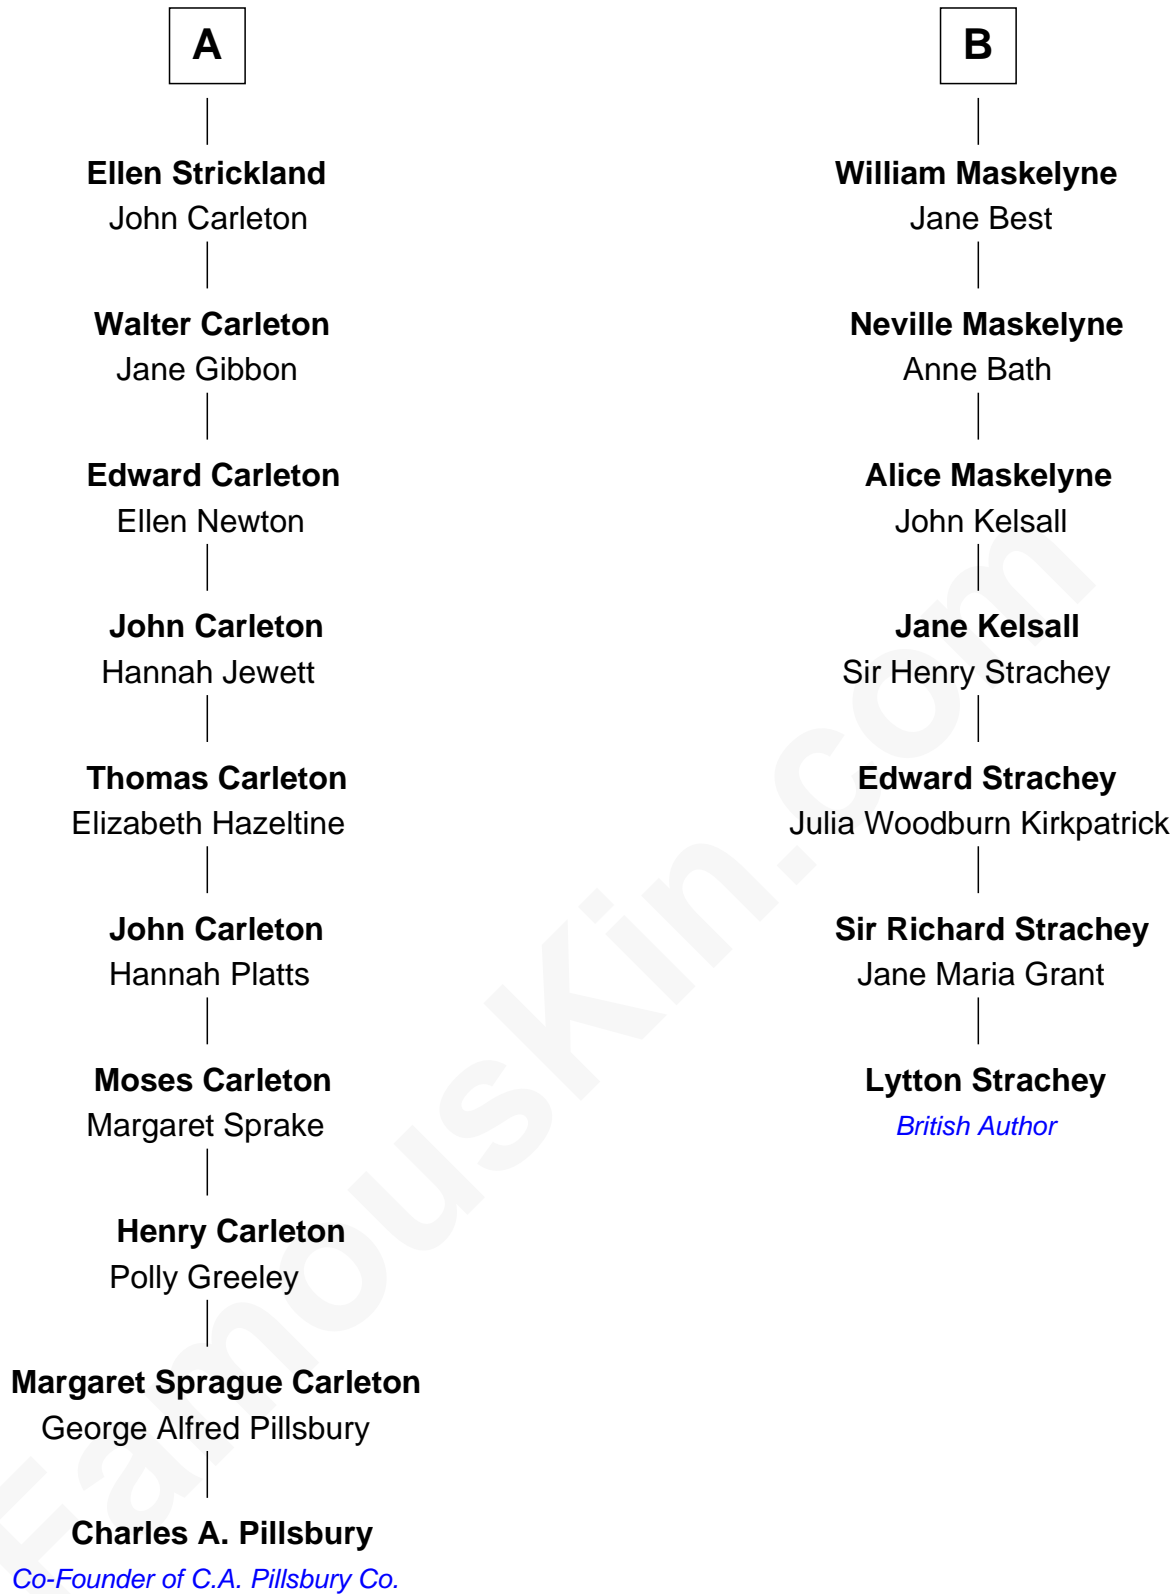 A
Ellen Strickland
John Carleton
Walter Carleton
Jane Gibbon
Edward Carleton
Ellen Newton
John Carleton
Hannah Jewett
Thomas Carleton
Elizabeth Hazeltine
John Carleton
Hannah Platts
Moses Carleton
Margaret Sprake
Henry Carleton
Polly Greeley
Margaret Sprague Carleton
George Alfred Pillsbury
Charles A. Pillsbury
Co-Founder of C.A. Pillsbury Co.
B
William Maskelyne
Jane Best
Neville Maskelyne
Anne Bath
Alice Maskelyne
John Kelsall
Jane Kelsall
Sir Henry Strachey
Edward Strachey
Julia Woodburn Kirkpatrick
Sir Richard Strachey
Jane Maria Grant
Lytton Strachey
British Author
FamousKin.com